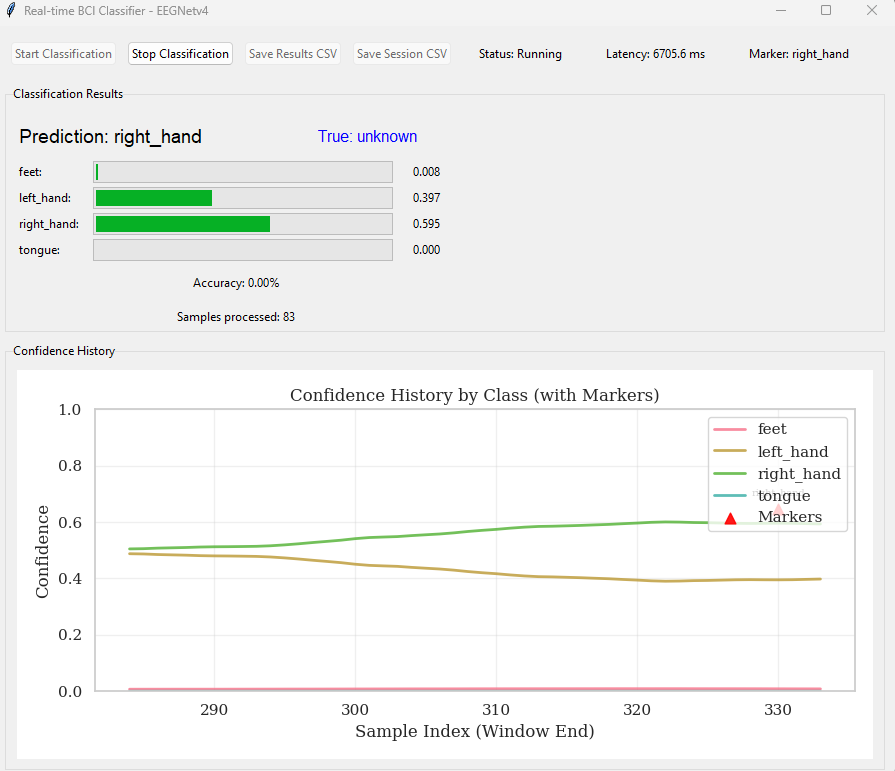 Real-time BCI Classifier - EEGNetv4
Start Classification Stop Classification Save Results CSV Save Session CSV Status: Running Latency: 6705.6 ms Marker: right_hand
Classification Results
Prediction: right_hand True: unknown
feet: 0.008
left_hand: 0.397
right_hand: 0.595
tongue: 0.000
Accuracy: 0.00%
Samples processed: 83
Confidence History
Confidence History by Class (with Markers)
1.0
0.8
0.6
0.4
0.2
0.0
Confidence
feet
left_hand
right_hand
tongue
Markers
290 300 310 320 330
Sample Index (Window End)